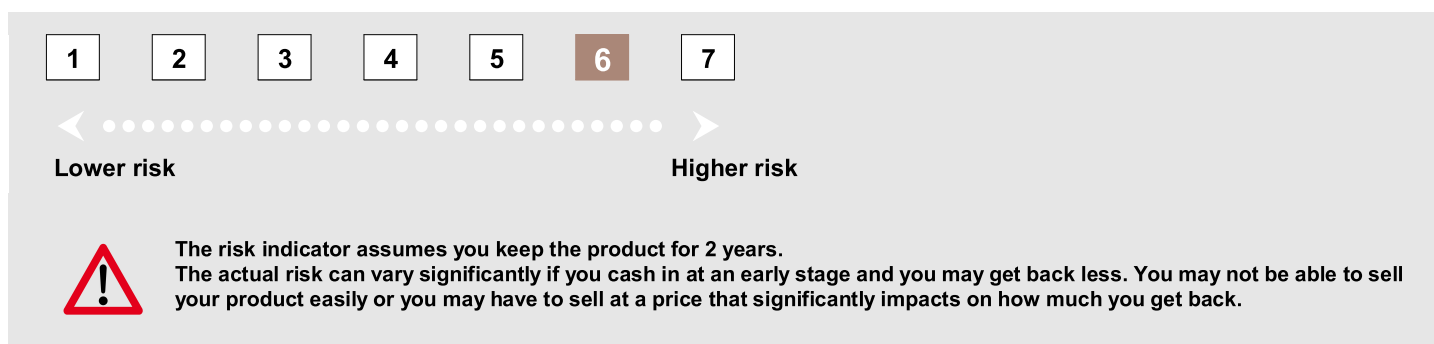 1 2 3 4 5 6 7
Lower risk Higher risk
The risk indicator assumes you keep the product for 2 years.
The actual risk can vary significantly if you cash in at an early stage and you may get back less. You may not be able to sell
your product easily or you may have to sell at a price that significantly impacts on how much you get back.